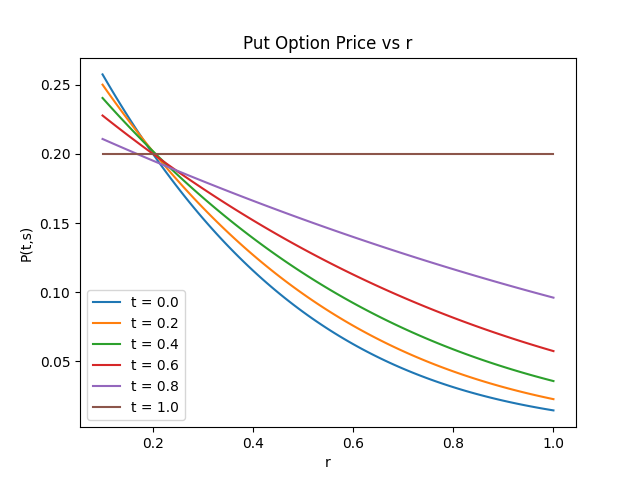 Put Option Price vs r
0.25
0.20
0.15
0.10
0.05
P(t,s)
t = 0.0
t = 0.2
t = 0.4
t = 0.6
t = 0.8
t = 1.0
0.2 0.4 0.6 0.8 1.0
r